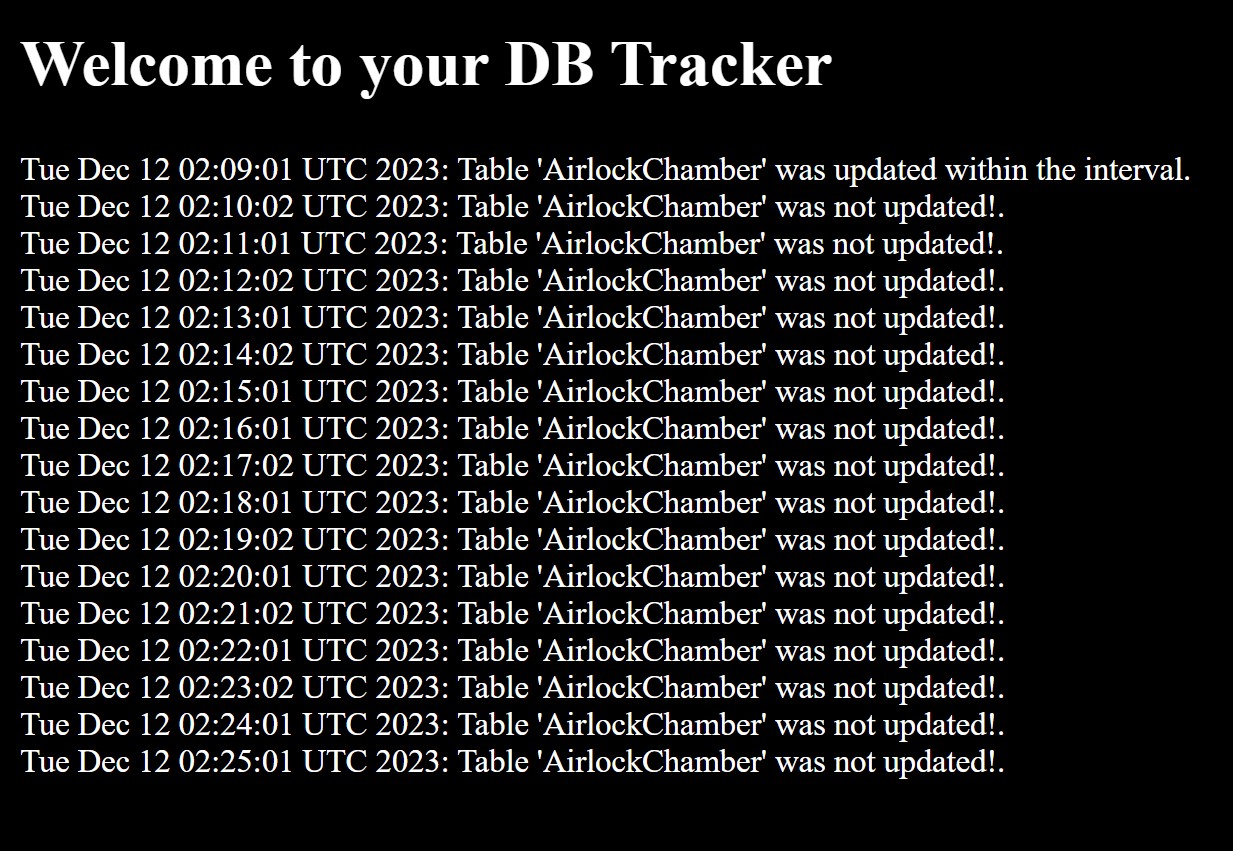 Welcome to your DB Tracker
Tue Dec 12 02:09:01 UTC 2023: Table 'AirlockChamber' was updated within the interval.
Tue Dec 12 02:10:02 UTC 2023: Table 'AirlockChamber' was not updated!.
Tue Dec 12 02:11:01 UTC 2023: Table 'AirlockChamber' was not updated!.
Tue Dec 12 02:12:02 UTC 2023: Table 'AirlockChamber' was not updated!.
Tue Dec 12 02:13:01 UTC 2023: Table 'AirlockChamber' was not updated!.
Tue Dec 12 02:14:02 UTC 2023: Table 'AirlockChamber' was not updated!.
Tue Dec 12 02:15:01 UTC 2023: Table 'AirlockChamber' was not updated!.
Tue Dec 12 02:16:01 UTC 2023: Table 'AirlockChamber' was not updated!.
Tue Dec 12 02:17:02 UTC 2023: Table 'AirlockChamber' was not updated!.
Tue Dec 12 02:18:01 UTC 2023: Table 'AirlockChamber' was not updated!.
Tue Dec 12 02:19:02 UTC 2023: Table 'AirlockChamber' was not updated!.
Tue Dec 12 02:20:01 UTC 2023: Table 'AirlockChamber' was not updated!.
Tue Dec 12 02:21:02 UTC 2023: Table 'AirlockChamber' was not updated!.
Tue Dec 12 02:22:01 UTC 2023: Table 'AirlockChamber' was not updated!.
Tue Dec 12 02:23:02 UTC 2023: Table 'AirlockChamber' was not updated!.
Tue Dec 12 02:24:01 UTC 2023: Table 'AirlockChamber' was not updated!.
Tue Dec 12 02:25:01 UTC 2023: Table 'AirlockChamber' was not updated!.